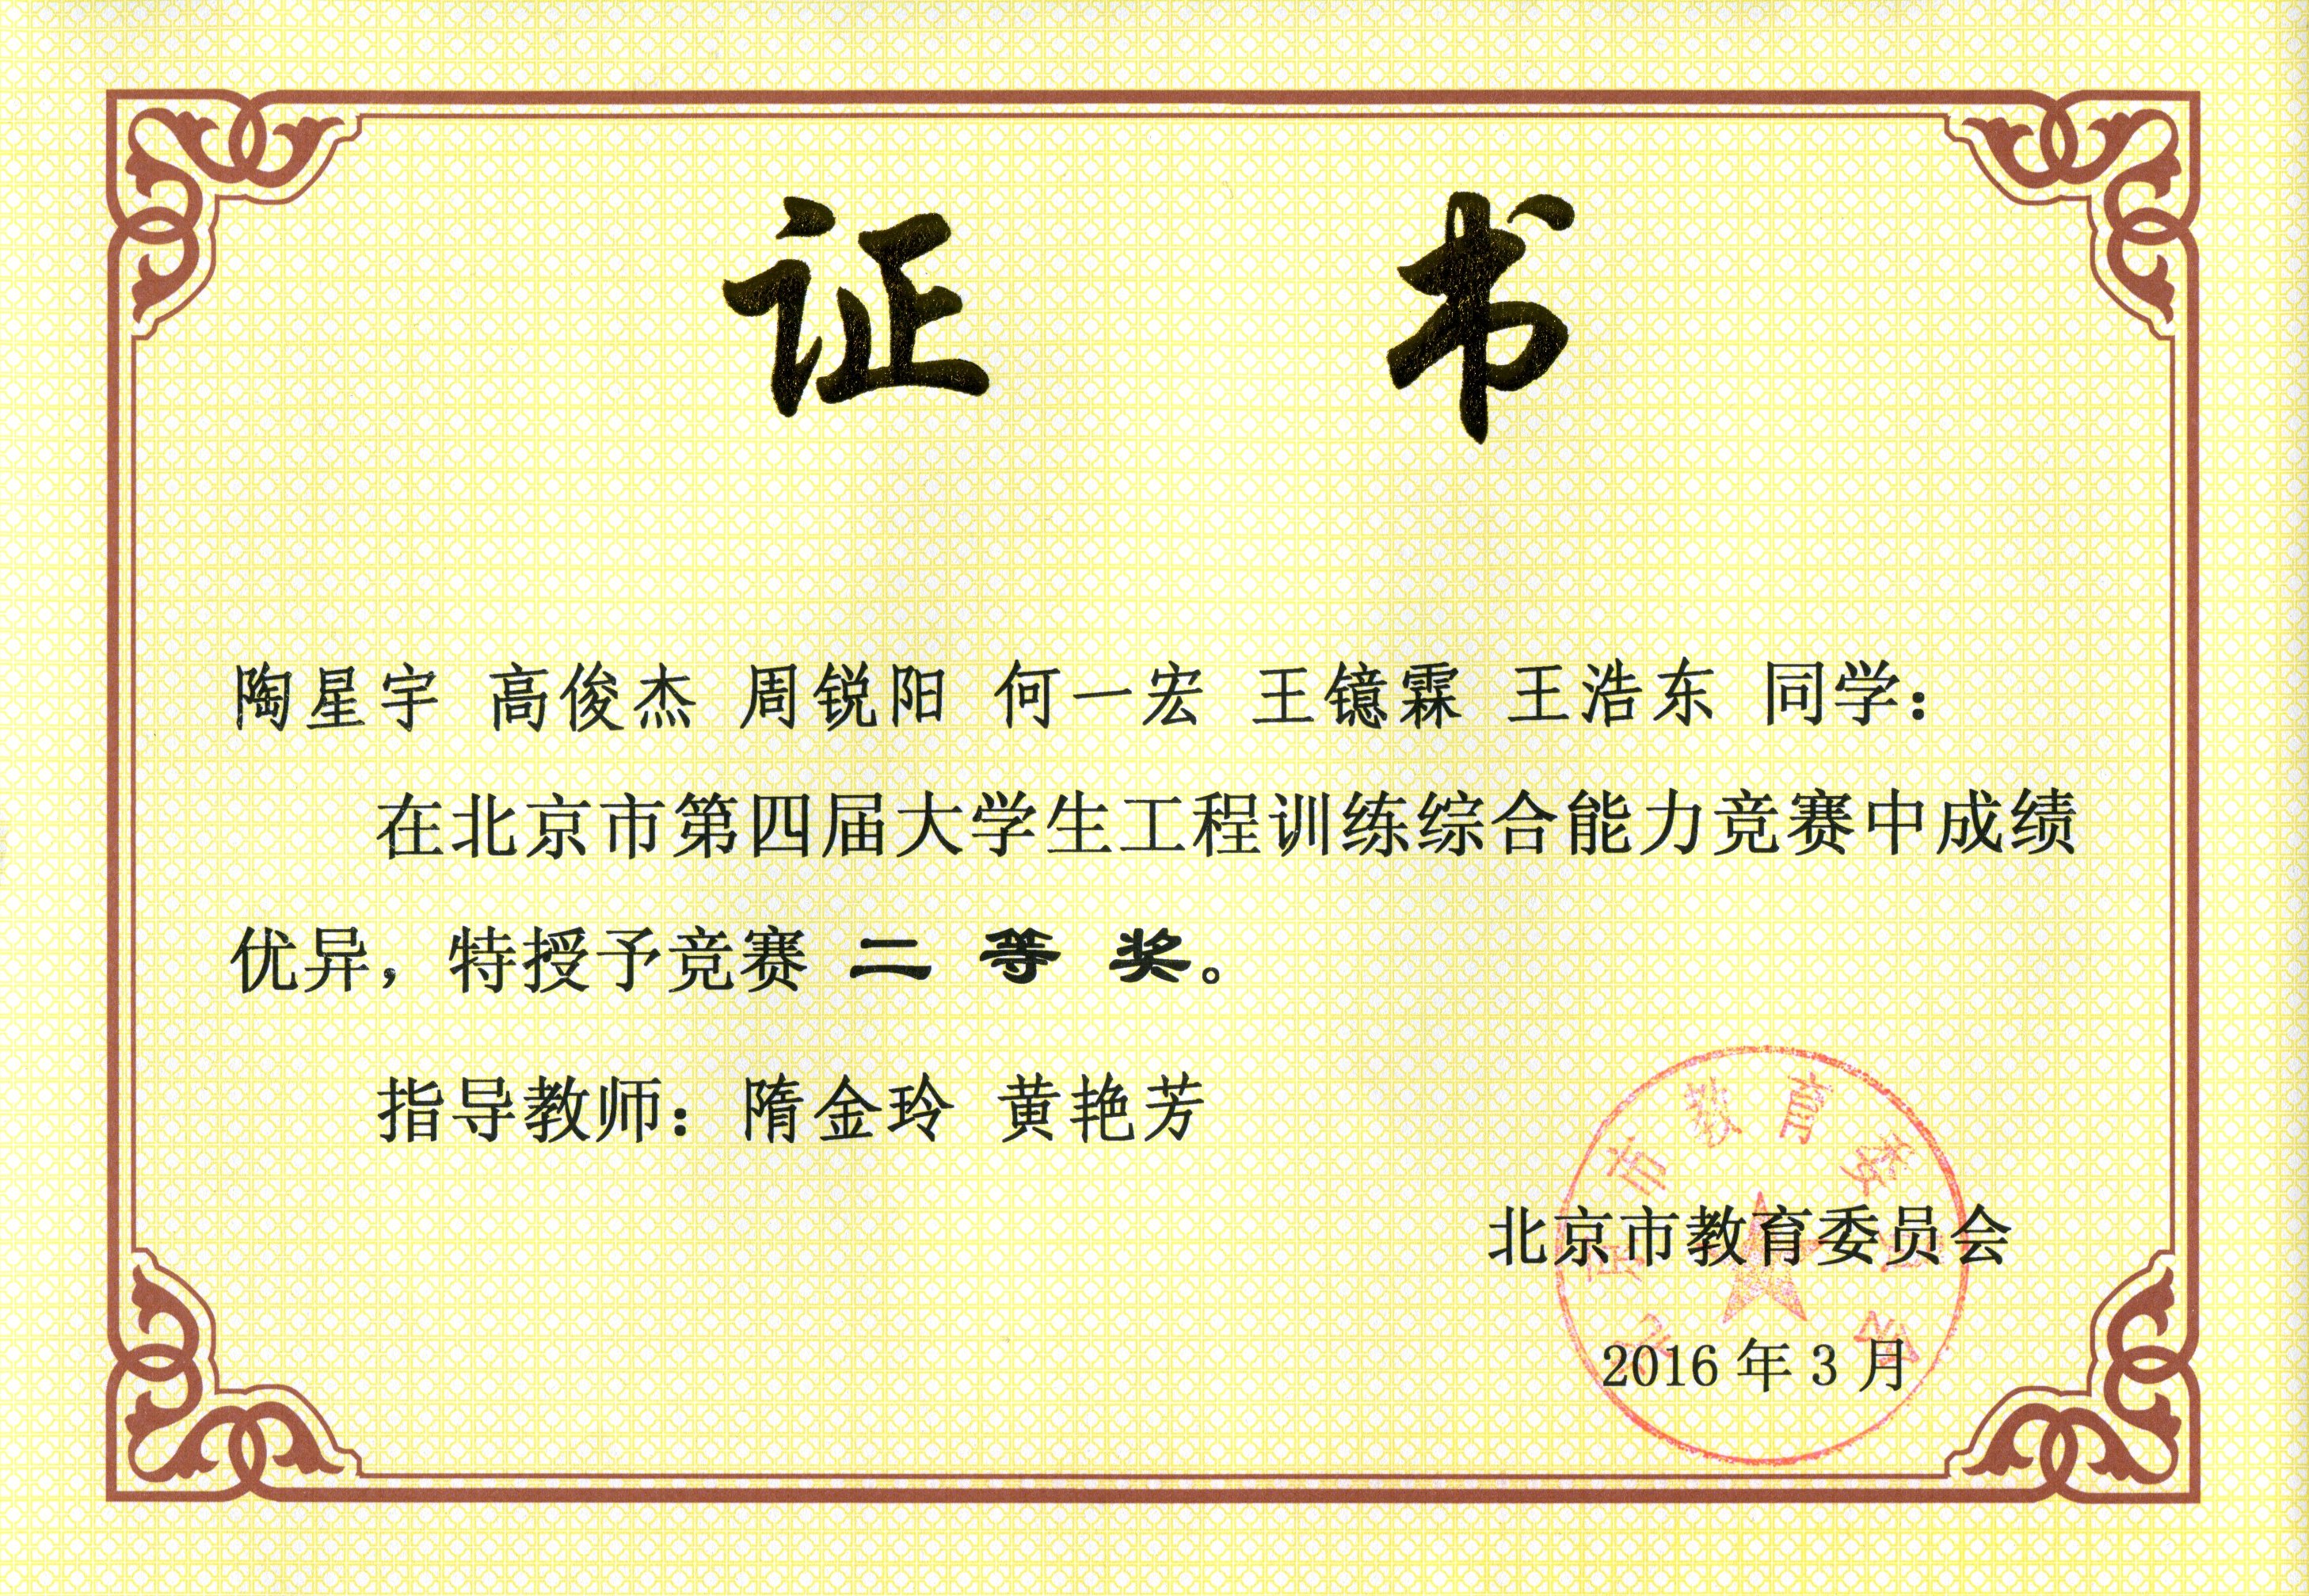 证 书
陶星宇 高俊杰 周锐阳 何一宏 王镱霖 王浩东 同学：
在北京市第四届大学生工程训练综合能力竞赛中成绩
优异，特授予竞赛 二 等 奖。
指导教师：隋金玲 黄艳芳
北京市教育委员会
北京市教育委员会
2016 年 3 月